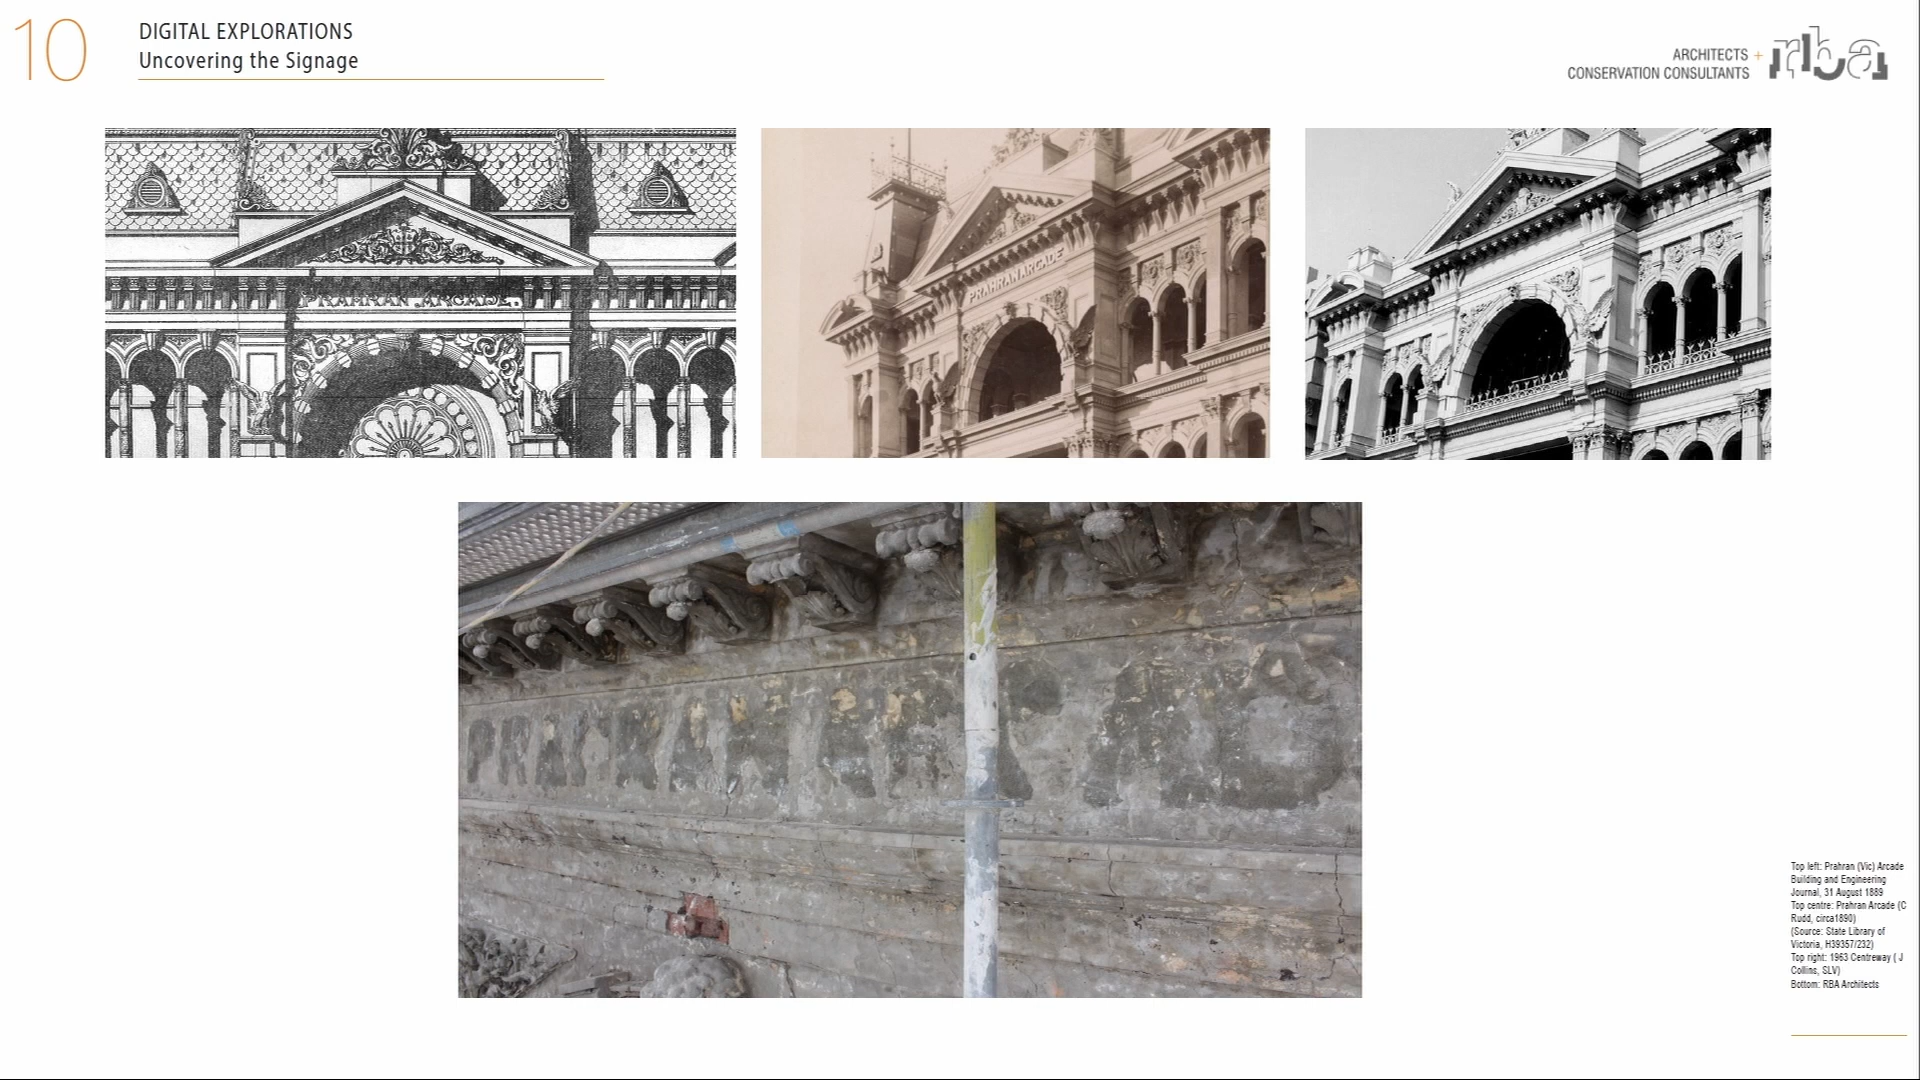 10
DIGITAL EXPLORATIONS
Uncovering the Signage
ARCHITECTS +
CONSERVATION CONSULTANTS
rba
PRAHRAN ARCADE.
PRAHRAN ARCADE
Top left: Prahran (Vic) Arcade
Building and Engineering
Journal, 31 August 1889
Top centre: Prahran Arcade (C
Rudd, circa1890)
(Source: State Library of
Victoria, H39357/232)
Top right: 1963 Centreway ( J
Collins, SLV)
Bottom: RBA Architects